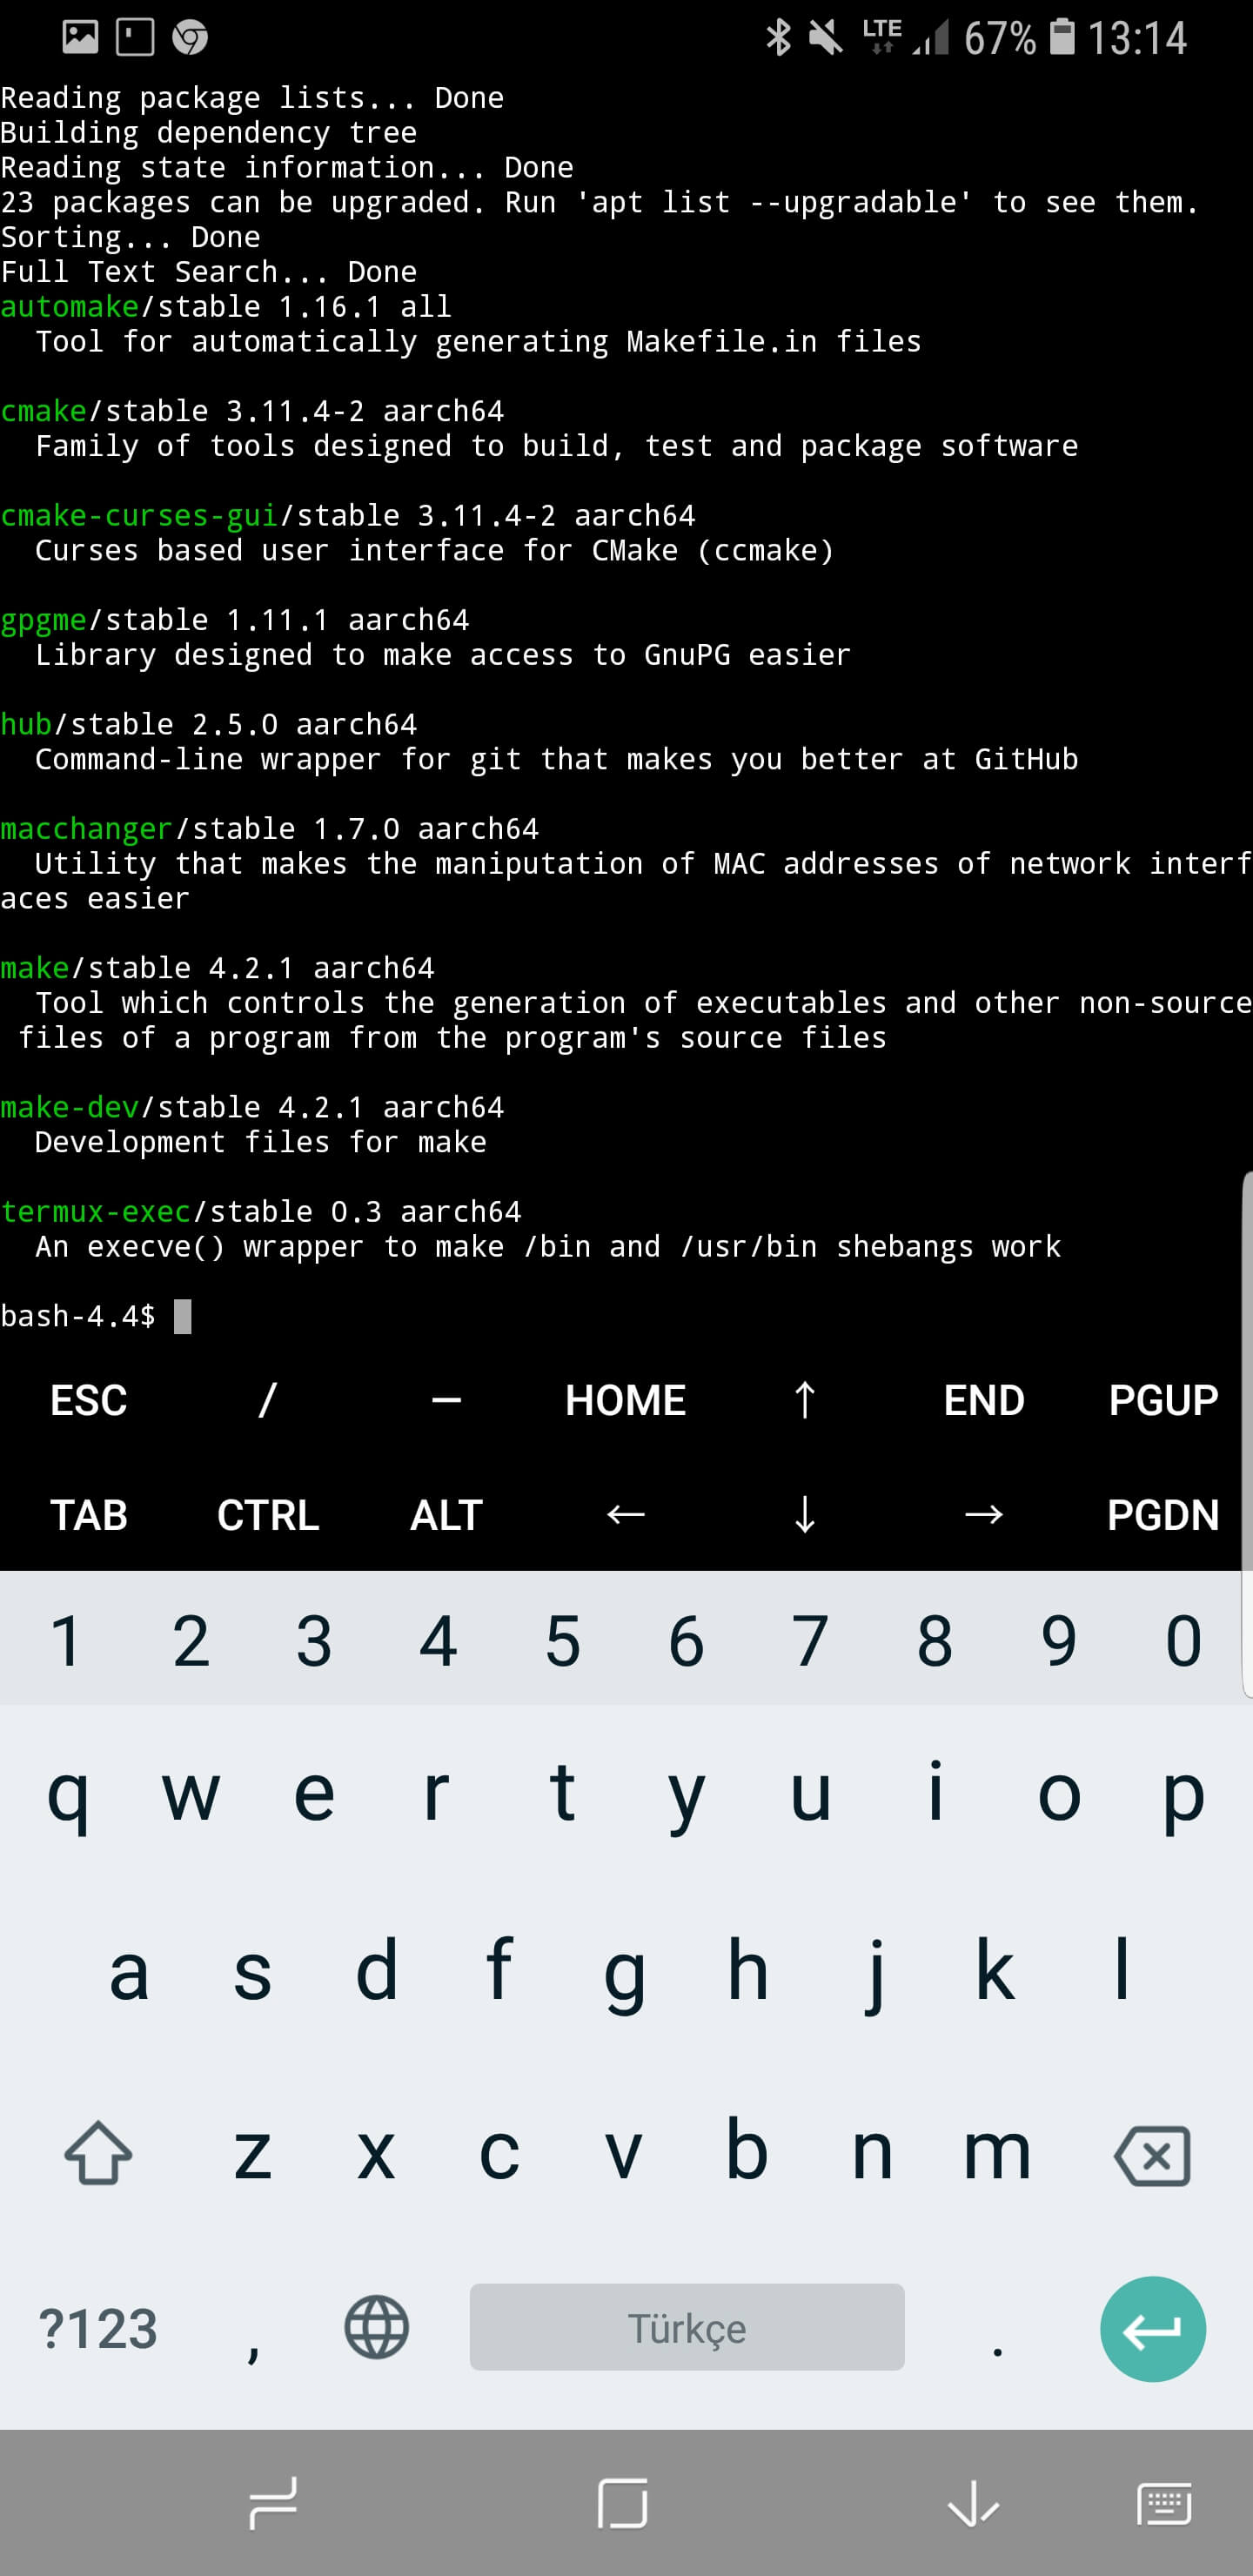 LTE 67% 13:14
Reading package lists... Done
Building dependency tree
Reading state information... Done
23 packages can be upgraded. Run 'apt list --upgradable' to see them.
Sorting... Done
Full Text Search... Done
automake/stable 1.16.1 all
  Tool for automatically generating Makefile.in files
cmake/stable 3.11.4-2 aarch64
  Family of tools designed to build, test and package software
cmake-curses-gui/stable 3.11.4-2 aarch64
  Curses based user interface for CMake (ccmake)
gpgme/stable 1.11.1 aarch64
  Library designed to make access to GnuPG easier
hub/stable 2.5.0 aarch64
  Command-line wrapper for git that makes you better at GitHub
macchanger/stable 1.7.0 aarch64
  Utility that makes the maniputation of MAC addresses of network interf
aces easier
make/stable 4.2.1 aarch64
  Tool which controls the generation of executables and other non-source
 files of a program from the program's source files
make-dev/stable 4.2.1 aarch64
  Development files for make
termux-exec/stable 0.3 aarch64
  An execve() wrapper to make /bin and /usr/bin shebangs work
bash-4.4$
ESC / — HOME ↑ END PGUP
TAB CTRL ALT ← ↓ → PGDN
1 2 3 4 5 6 7 8 9 0
q w e r t y u i o p
a s d f g h j k l
z x c v b n m
?123 , Türkçe .